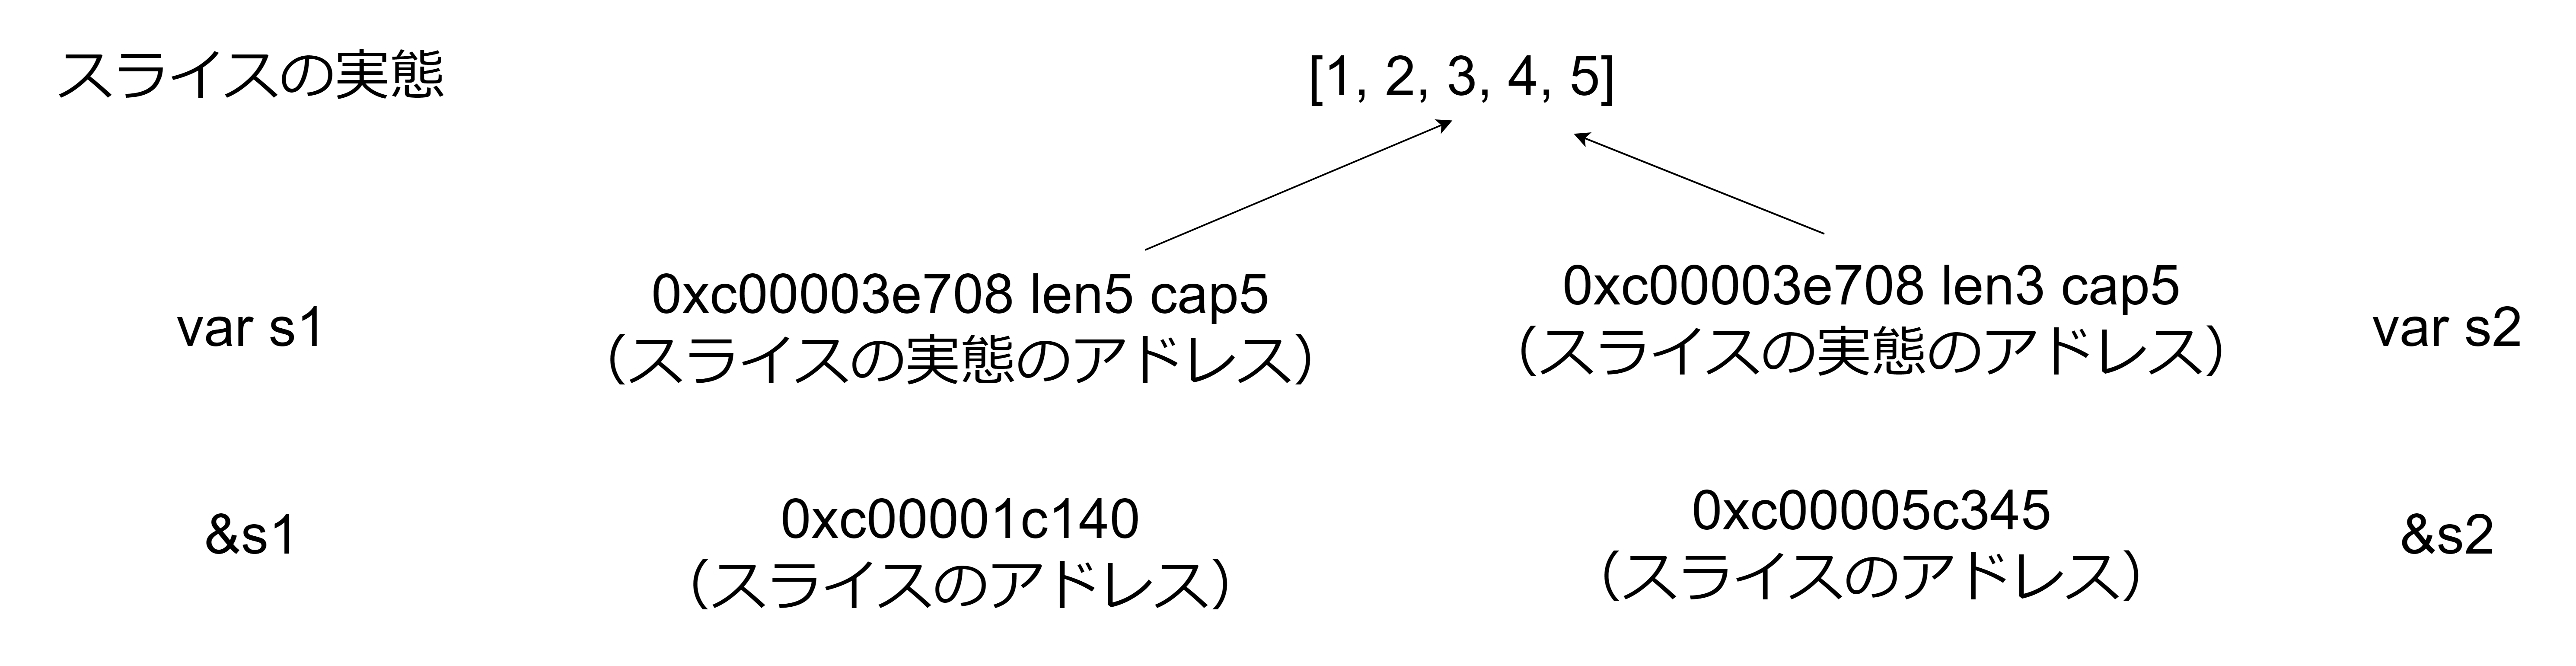 スライスの実態
[1, 2, 3, 4, 5]
var s1
0xc00003e708 len5 cap5
（スライスの実態のアドレス）
0xc00003e708 len3 cap5
（スライスの実態のアドレス）
var s2
&s1
0xc00001c140
（スライスのアドレス）
0xc00005c345
（スライスのアドレス）
&s2